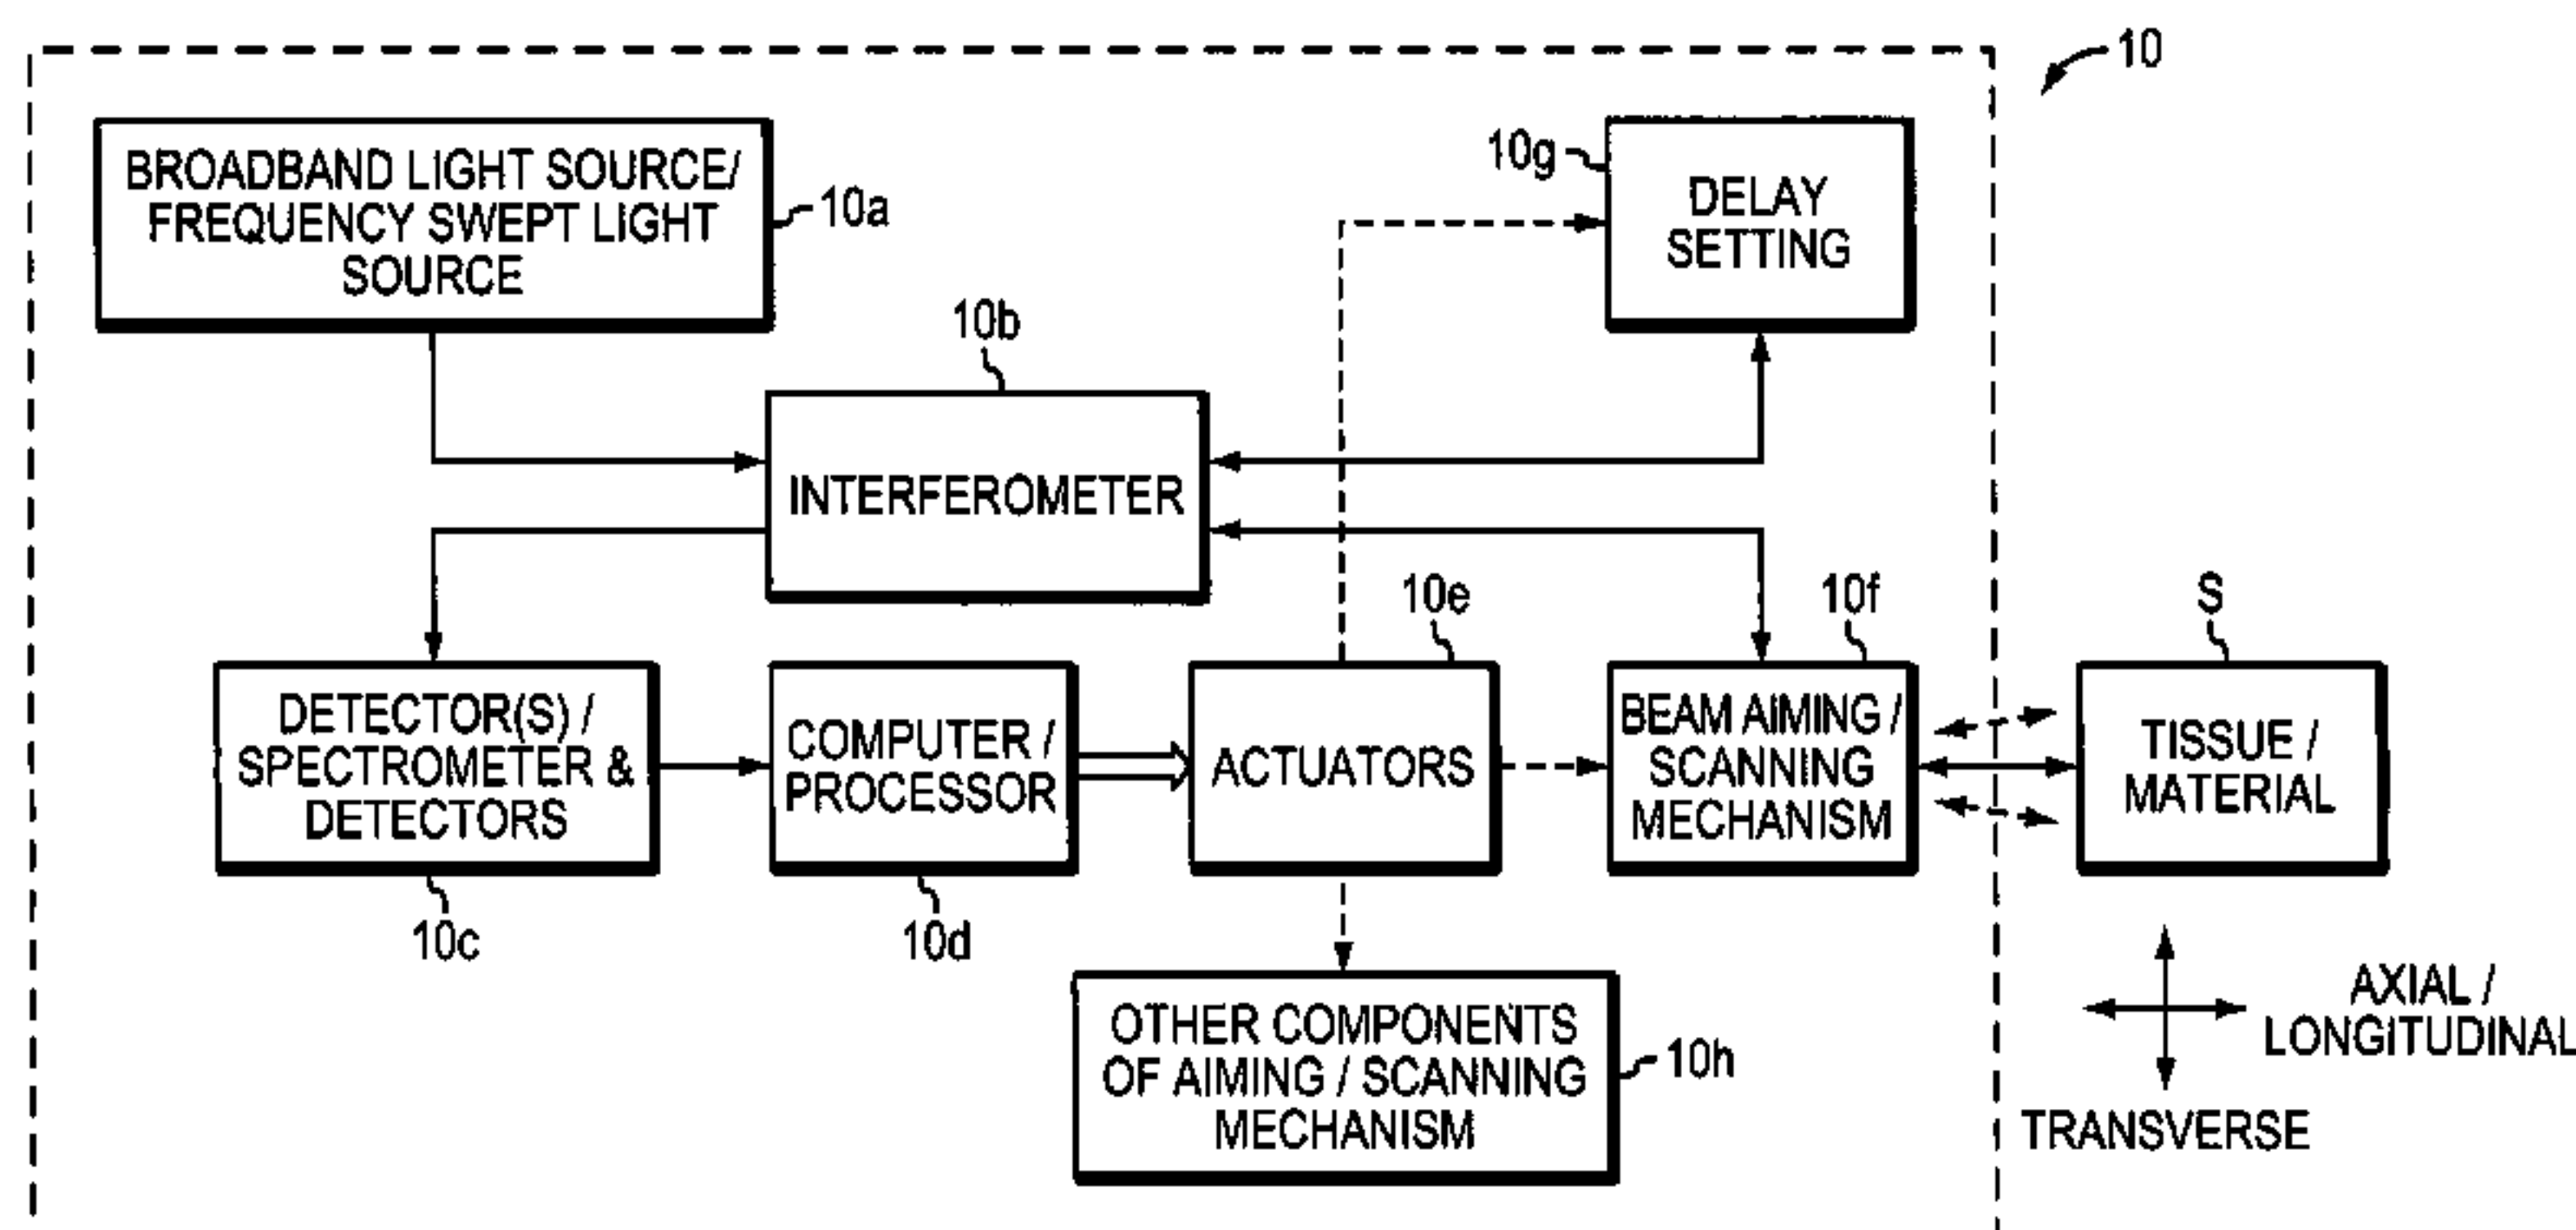 10
BROADBAND LIGHT SOURCE/
FREQUENCY SWEPT LIGHT
SOURCE
10a
10g
DELAY
SETTING
10b
INTERFEROMETER
10e
10f
S
DETECTOR(S) /
SPECTROMETER &
DETECTORS
10c
COMPUTER /
PROCESSOR
10d
ACTUATORS
BEAM AIMING /
SCANNING
MECHANISM
TISSUE /
MATERIAL
OTHER COMPONENTS
OF AIMING / SCANNING
MECHANISM
10h
AXIAL /
LONGITUDINAL
TRANSVERSE